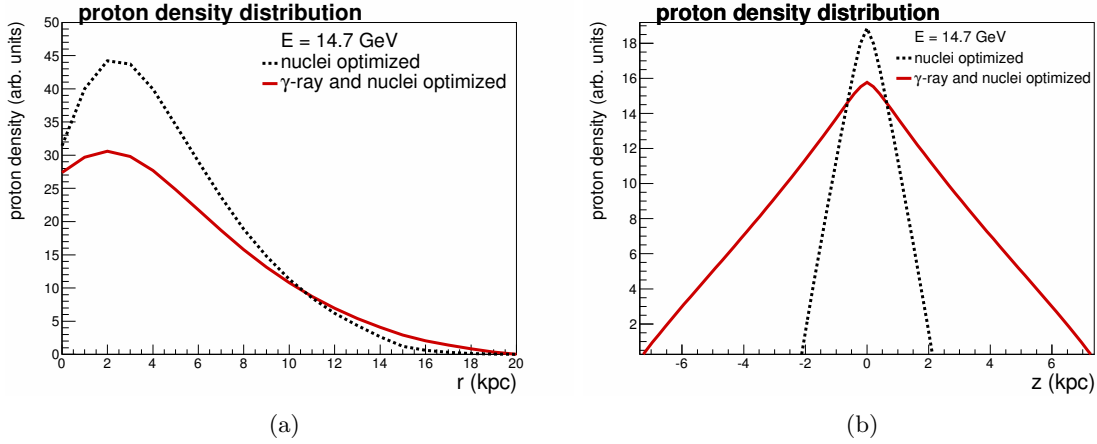 proton density distribution
proton density (arb. units)
50
45
40
35
30
25
20
15
10
5
0
E = 14.7 GeV
nuclei optimized
γ-ray and nuclei optimized
0 2 4 6 8 10 12 14 16 18 20
r (kpc)
(a)
proton density distribution
proton density (arb. units)
18
16
14
12
10
8
6
4
2
E = 14.7 GeV
nuclei optimized
γ-ray and nuclei optimized
-6 -4 -2 0 2 4 6
z (kpc)
(b)